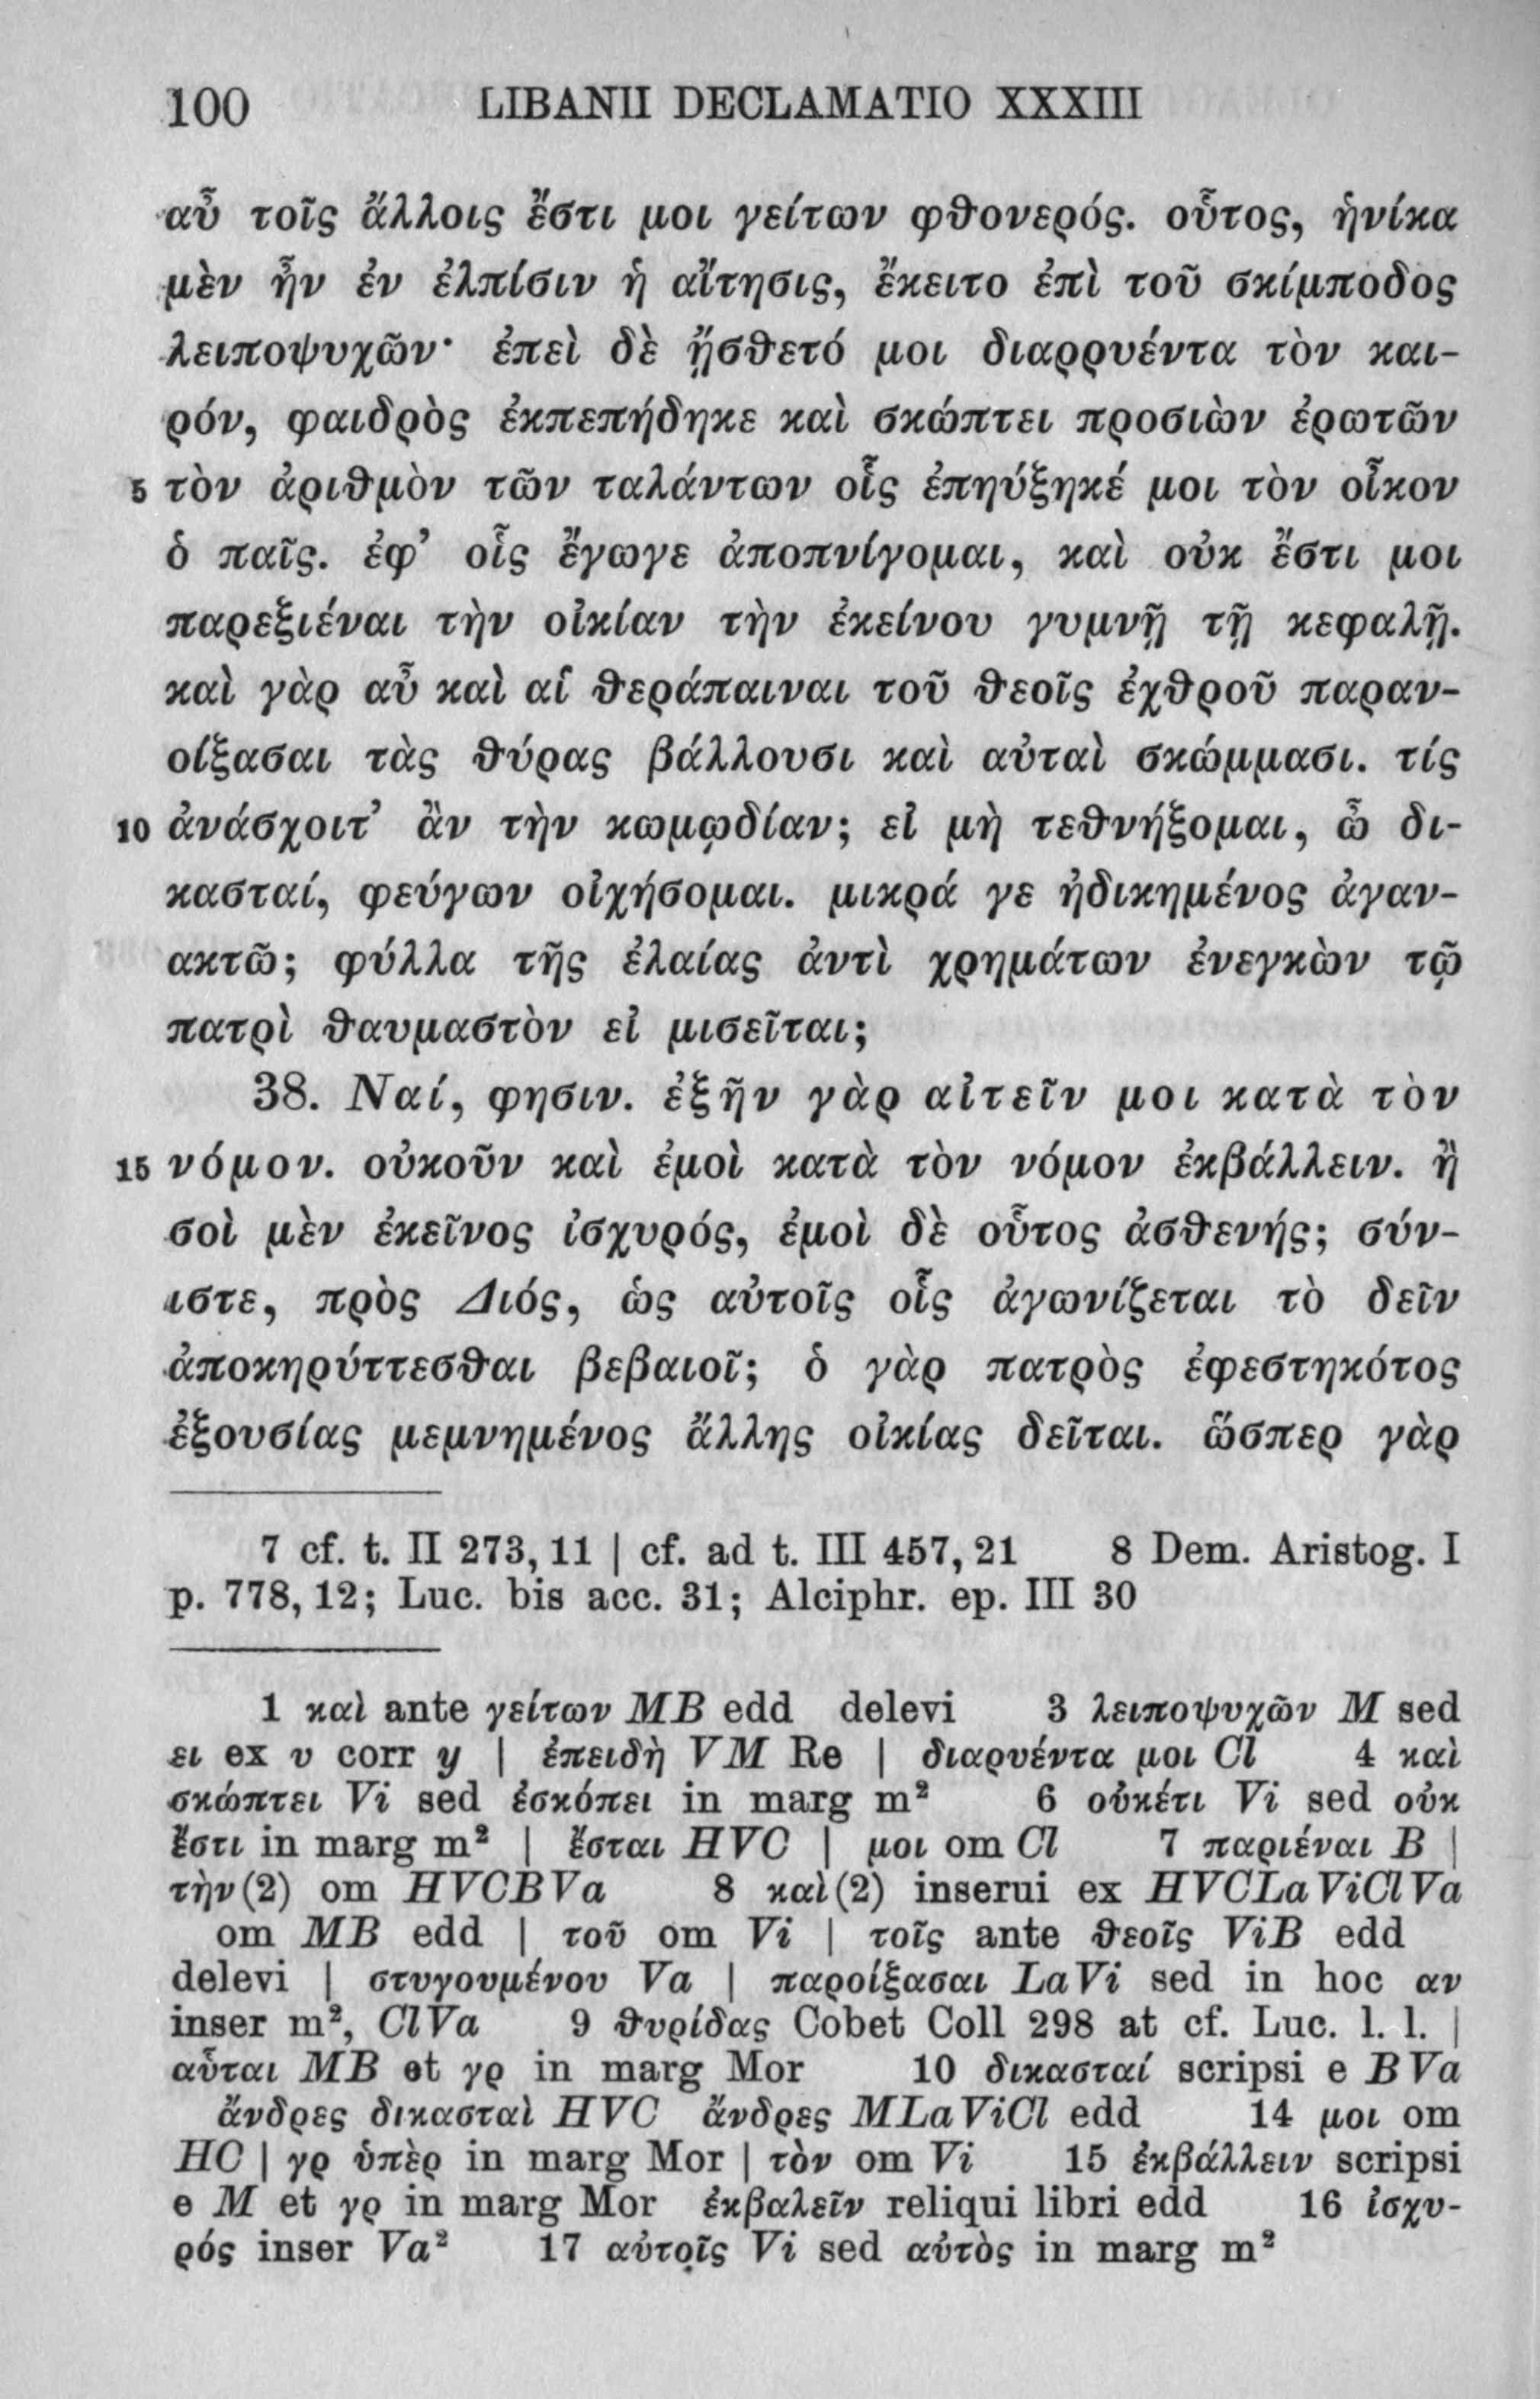 100 LIBANII DECLAMATIO XXXIII
αὖ τοῖς ἄλλοις ἔστι μοι γείτων φθονερός. οὗτος, ἡνίκα
μὲν ἦν ἐν ἐλπίσιν ἡ αἴτησις, ἔκειτο ἐπὶ τοῦ σκίμποδος
λειποψυχῶν· ἐπεὶ δὲ ᾔσθετό μοι διαρρυέντα τὸν και-
ρόν, φαιδρὸς ἐκπεπήδηκε καὶ σκώπτει προσιὼν ἐρωτῶν
5 τὸν ἀριθμὸν τῶν ταλάντων οἷς ἐπηύξηκέ μοι τὸν οἶκον
ὁ παῖς. ἐφ’ οἷς ἔγωγε ἀποπνίγομαι, καὶ οὐκ ἔστι μοι
παρεξιέναι τὴν οἰκίαν τὴν ἐκείνου γυμνῇ τῇ κεφαλῇ.
καὶ γὰρ αὖ καὶ αἱ θεράπαιναι τοῦ θεοῖς ἐχθροῦ παραν-
οίξασαι τὰς θύρας βάλλουσι καὶ αὐταὶ σκώμμασι. τίς
10 ἀνάσχοιτ’ ἂν τὴν κωμῳδίαν; εἰ μὴ τεθνήξομαι, ὦ δι-
κασταί, φεύγων οἰχήσομαι. μικρά γε ἠδικημένος ἀγαν-
ακτῶ; φύλλα τῆς ἐλαίας ἀντὶ χρημάτων ἐνεγκὼν τῷ
πατρὶ θαυμαστὸν εἰ μισεῖται;
38. Ναί, φησιν. ἐξῆν γὰρ αἰτεῖν μοι κατὰ τὸν
15 νόμον. οὐκοῦν καὶ ἐμοὶ κατὰ τὸν νόμον ἐκβάλλειν. ἢ
σοὶ μὲν ἐκεῖνος ἰσχυρός, ἐμοὶ δὲ οὗτος ἀσθενής; σύν-
ιστε, πρὸς Διός, ὡς αὐτοῖς οἷς ἀγωνίζεται τὸ δεῖν
ἀποκηρύττεσθαι βεβαιοῖ; ὁ γὰρ πατρὸς ἐφεστηκότος
ἐξουσίας μεμνημένος ἄλλης οἰκίας δεῖται. ὥσπερ γὰρ
7 cf. t. II 273, 11 | cf. ad t. III 457, 21 8 Dem. Aristog. I
p. 778, 12; Luc. bis acc. 31; Alciphr. ep. III 30
1 καὶ ante γείτων MB edd delevi 3 λειποψυχῶν M sed
ει ex υ corr y | ἐπειδὴ VM Re | διαρυέντα μοι Cl 4 καὶ
σκώπτει Vi sed ἐσκόπει in marg m² 6 οὐκέτι Vi sed οὐκ
ἔστι in marg m² | ἔσται HVC | μοι om Cl 7 παριέναι B |
τὴν (2) om HVCBVa 8 καὶ (2) inserui ex HVCLaViClVa
om MB edd | τοῦ om Vi | τοῖς ante θεοῖς ViB edd
delevi | στυγουμένου Va | παροίξασαι LaVi sed in hoc αν
inser m², ClVa 9 θυρίδας Cobet Coll 298 at cf. Luc. l. l. |
αὗται MB et γρ in marg Mor 10 δικασταί scripsi e BVa
ἄνδρες δικασταὶ HVC ἄνδρες MLaViCl edd 14 μοι om
HC | γρ ὑπὲρ in marg Mor | τὸν om Vi 15 ἐκβάλλειν scripsi
e M et γρ in marg Mor ἐκβαλεῖν reliqui libri edd 16 ἰσχυ-
ρός inser Va² 17 αὐτοῖς Vi sed αὐτὸς in marg m²